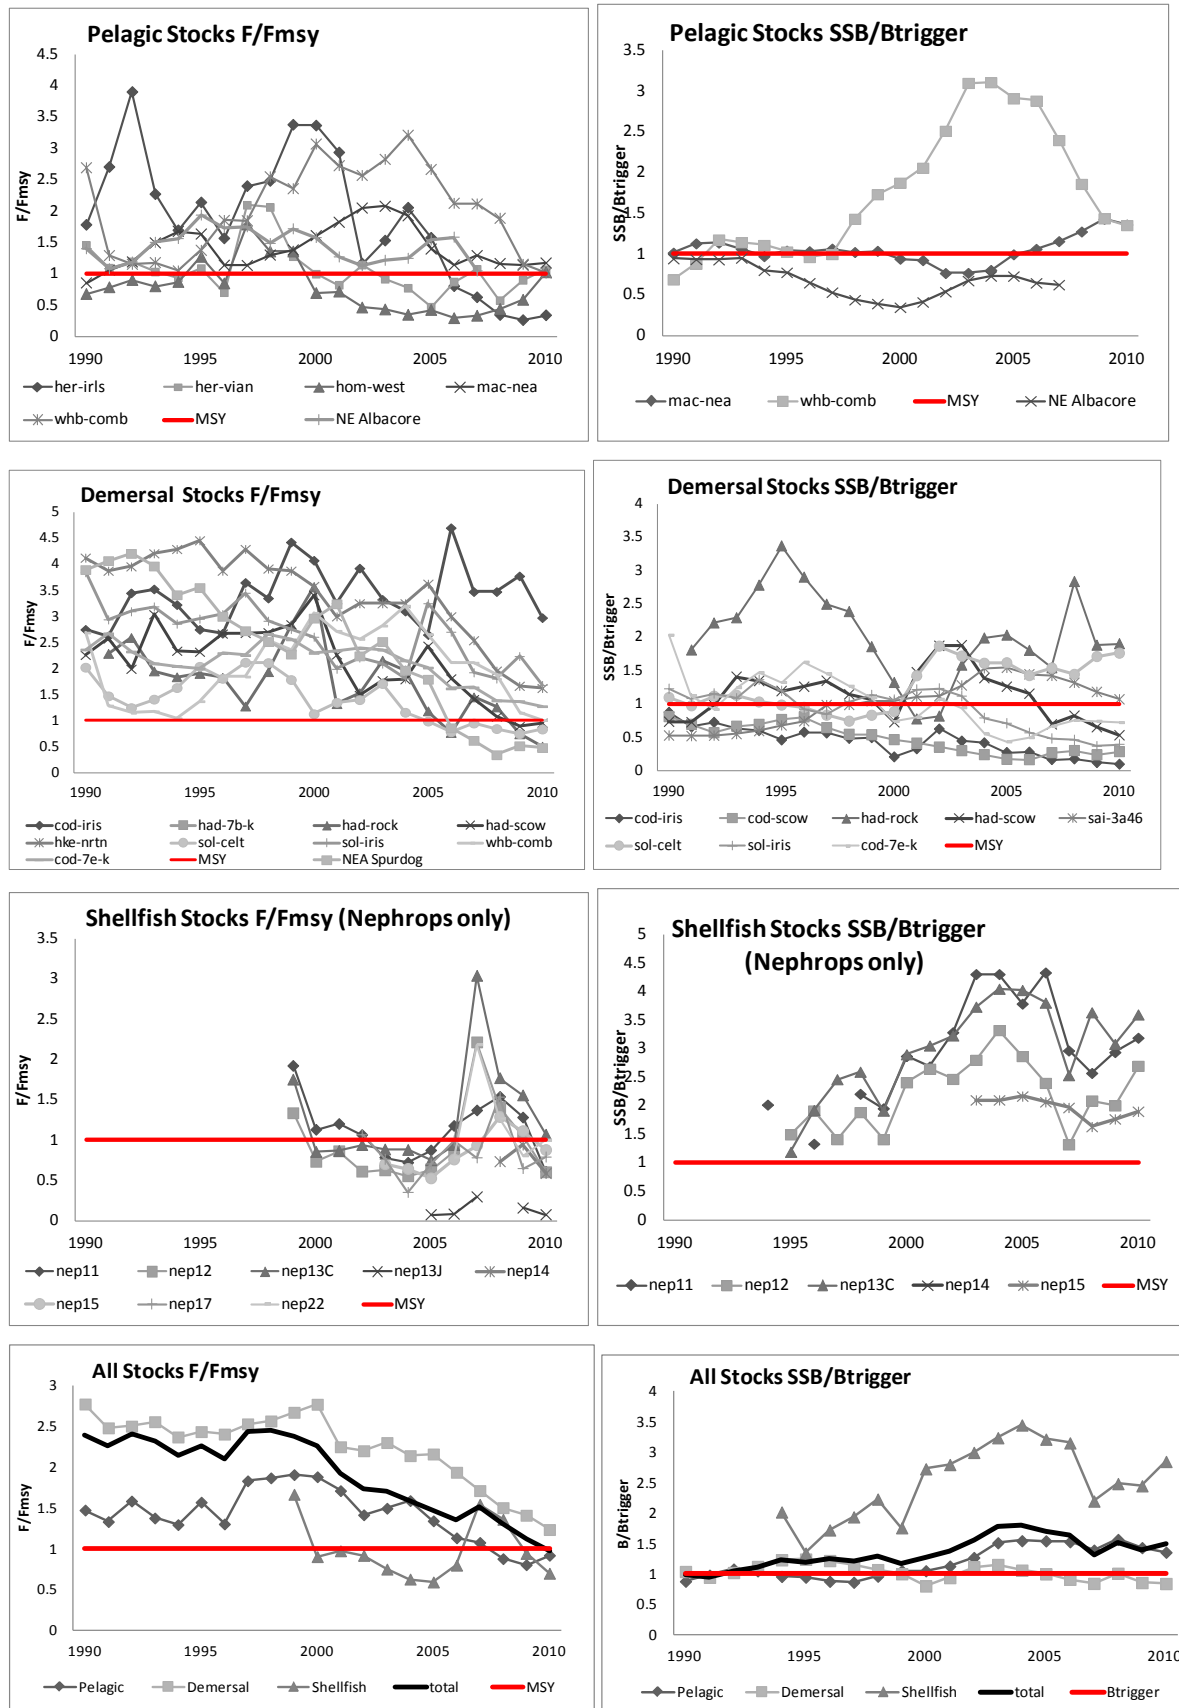 Pelagic Stocks F/Fmsy
4.5
4
3.5
3
2.5
2
1.5
1
0.5
0
F/Fmsy
1990 1995 2000 2005 2010
her-irls her-vian hom-west mac-nea
whb-comb MSY NE Albacore
Pelagic Stocks SSB/Btrigger
3.5
3
2.5
2
1.5
1
0.5
0
SSB/Btrigger
1990 1995 2000 2005 2010
mac-nea whb-comb MSY NE Albacore
Demersal Stocks F/Fmsy
5
4.5
4
3.5
3
2.5
2
1.5
1
0.5
0
F/Fmsy
1990 1995 2000 2005 2010
cod-iris had-7b-k had-rock had-scow
hke-nrtn sol-celt sol-iris whb-comb
cod-7e-k MSY NEA Spurdog
Demersal Stocks SSB/Btrigger
4
3.5
3
2.5
2
1.5
1
0.5
0
SSB/Btrigger
1990 1995 2000 2005 2010
cod-iris cod-scow had-rock had-scow sai-3a46
sol-celt sol-iris cod-7e-k MSY
Shellfish Stocks F/Fmsy (Nephrops only)
3.5
3
2.5
2
1.5
1
0.5
0
F/Fmsy
1990 1995 2000 2005 2010
nep11 nep12 nep13C nep13J nep14
nep15 nep17 nep22 MSY
Shellfish Stocks SSB/Btrigger
(Nephrops only)
5
4.5
4
3.5
3
2.5
2
1.5
1
0.5
0
SSB/Btrigger
1990 1995 2000 2005 2010
nep11 nep12 nep13C nep14 nep15 MSY
All Stocks F/Fmsy
3
2.5
2
1.5
1
0.5
0
F/Fmsy
1990 1995 2000 2005 2010
Pelagic Demersal Shellfish total MSY
All Stocks SSB/Btrigger
4
3.5
3
2.5
2
1.5
1
0.5
0
B/Btrigger
1990 1995 2000 2005 2010
Pelagic Demersal Shellfish total Btrigger